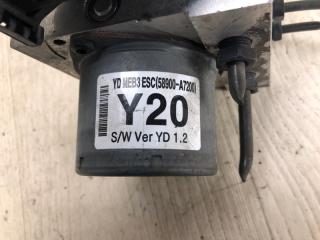 YD MEB3 ESC(58900-A7200)
Y20
S/W Ver YD 1.2